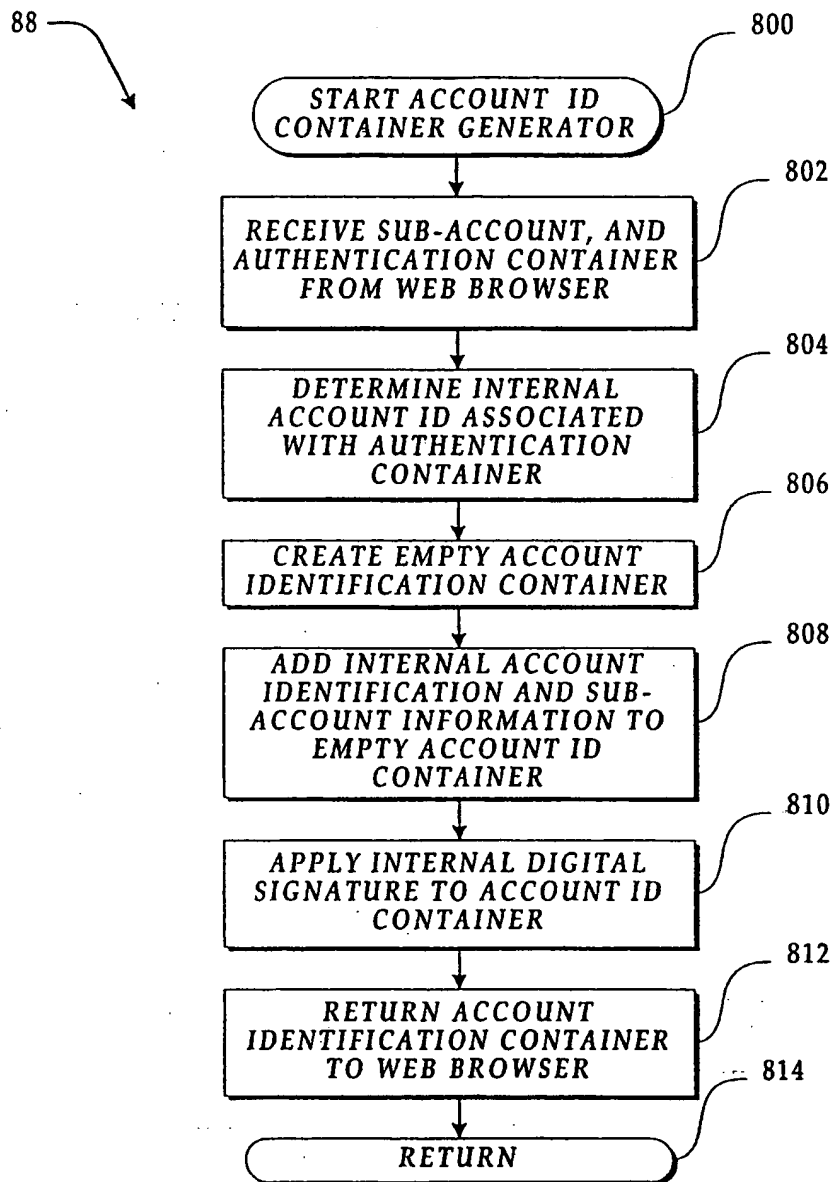 88
800
START ACCOUNT ID
CONTAINER GENERATOR
802
RECEIVE SUB-ACCOUNT, AND
AUTHENTICATION CONTAINER
FROM WEB BROWSER
804
DETERMINE INTERNAL
ACCOUNT ID ASSOCIATED
WITH AUTHENTICATION
CONTAINER
806
CREATE EMPTY ACCOUNT
IDENTIFICATION CONTAINER
808
ADD INTERNAL ACCOUNT
IDENTIFICATION AND SUB-
ACCOUNT INFORMATION TO
EMPTY ACCOUNT ID
CONTAINER
810
APPLY INTERNAL DIGITAL
SIGNATURE TO ACCOUNT ID
CONTAINER
812
RETURN ACCOUNT
IDENTIFICATION CONTAINER
TO WEB BROWSER
814
RETURN